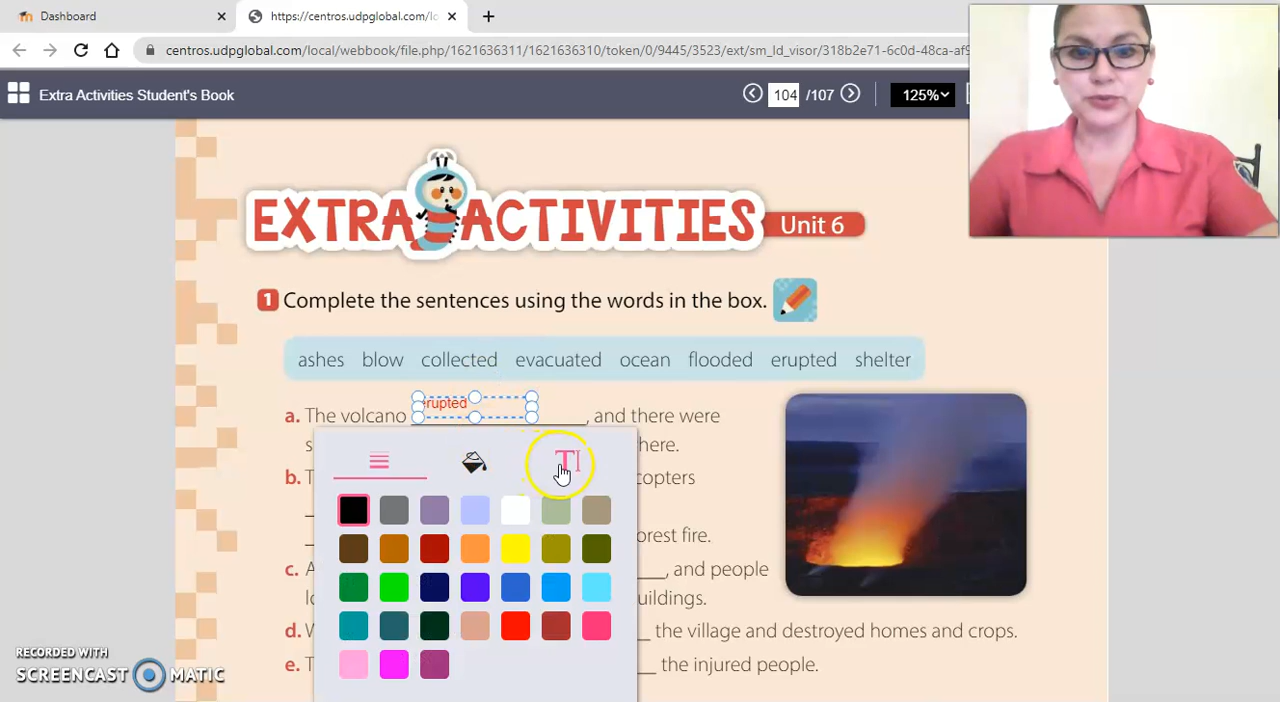 Dashboard
https://centros.udpglobal.com/lo
centros.udpglobal.com/local/webbook/file.php/1621636311/1621636310/token/0/9445/3523/ext/sm_ld_visor/318b2e71-6c0d-48ca-af9
Extra Activities Student's Book
104 /107
125%
EXTRA ACTIVITIES
Unit 6
1 Complete the sentences using the words in the box.
ashes blow collected evacuated ocean flooded erupted shelter
erupted
a. The volcano , and there were
b.
copters
orest fire.
c. , and people
d. the village and destroyed homes and crops.
e. the injured people.
TI
RECORDED WITH
SCREENCAST MATIC